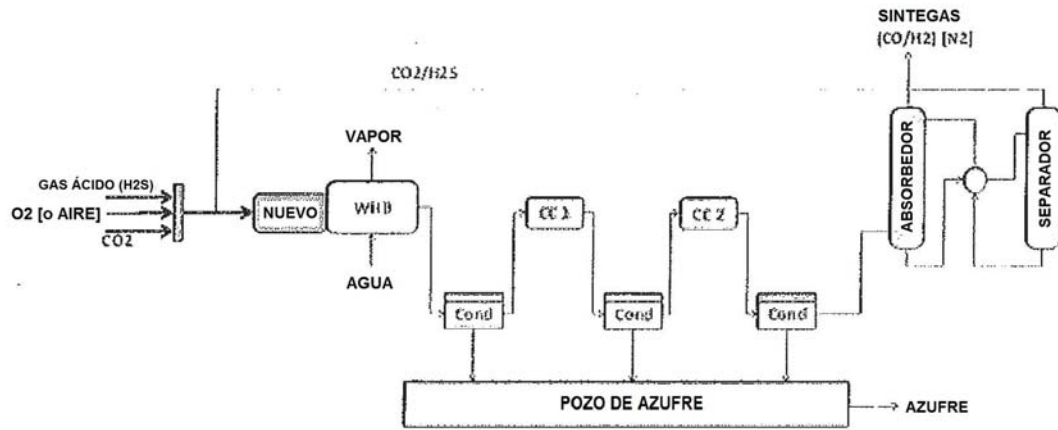 SINTEGAS
(CO/H2) [N2]
CO2/H2S
VAPOR
GAS ÁCIDO (H2S)
O2 [o AIRE]
CO2
NUEVO
WHB
CC 1
CC 2
ABSORBEDOR
SEPARADOR
AGUA
Cond
Cond
Cond
POZO DE AZUFRE
AZUFRE